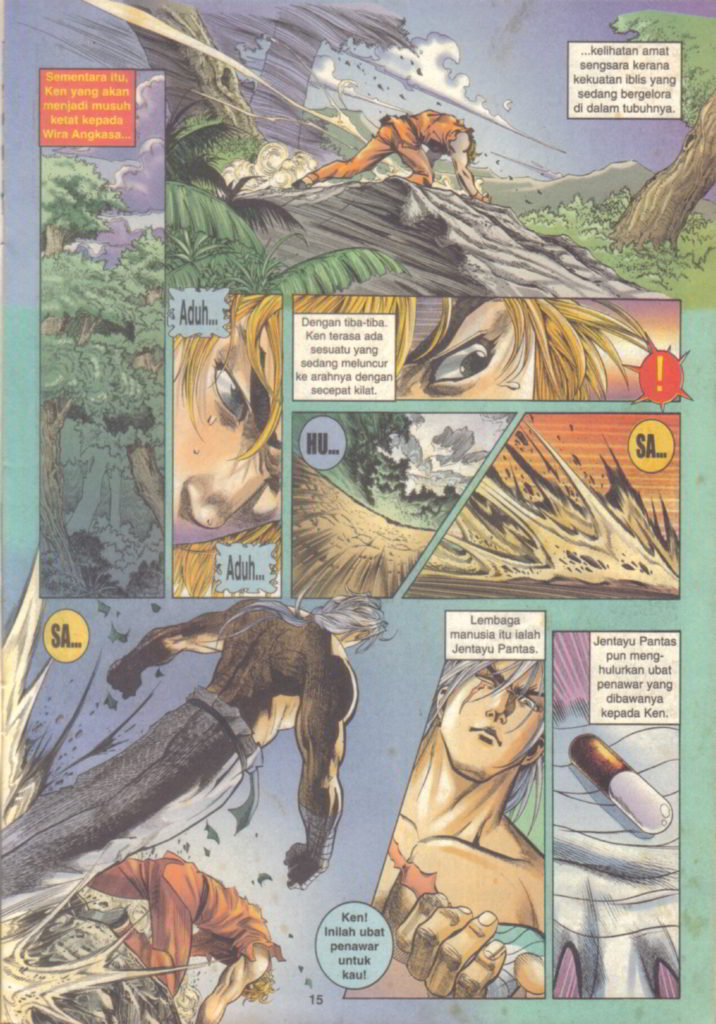 Sementara itu,
Ken yang akan
menjadi musuh
ketat kepada
Wira Angkasa...
...kelihatan amat
sengsara kerana
kekuatan iblis yang
sedang bergelora
di dalam tubuhnya.
Aduh...
Dengan tiba-tiba.
Ken terasa ada
sesuatu yang
sedang meluncur
ke arahnya dengan
secepat kilat.
!
Aduh...
HU...
SA...
SA...
Lembaga
manusia itu ialah
Jentayu Pantas.
Jentayu Pantas
pun meng-
hulurkan ubat
penawar yang
dibawanya
kepada Ken.
Ken!
Inilah ubat
penawar
untuk
kau!
15